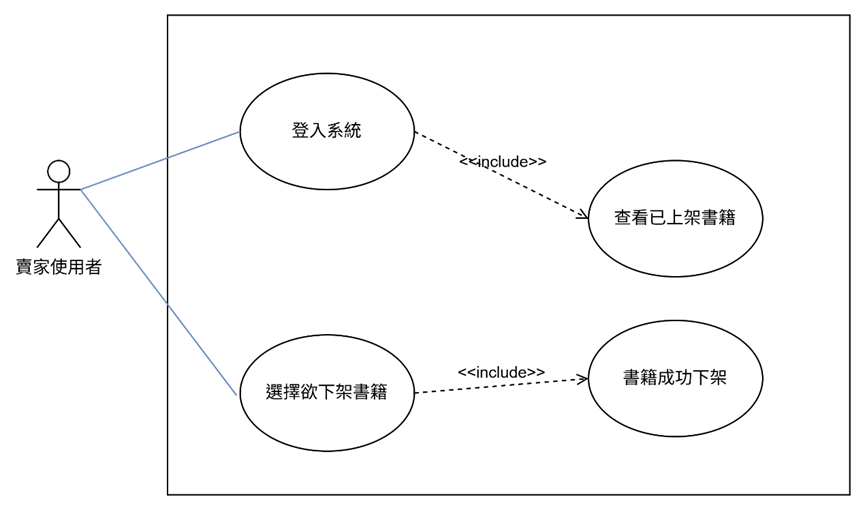 登入系統
<<include>>
查看已上架書籍
賣家使用者
選擇欲下架書籍
<<include>>
書籍成功下架